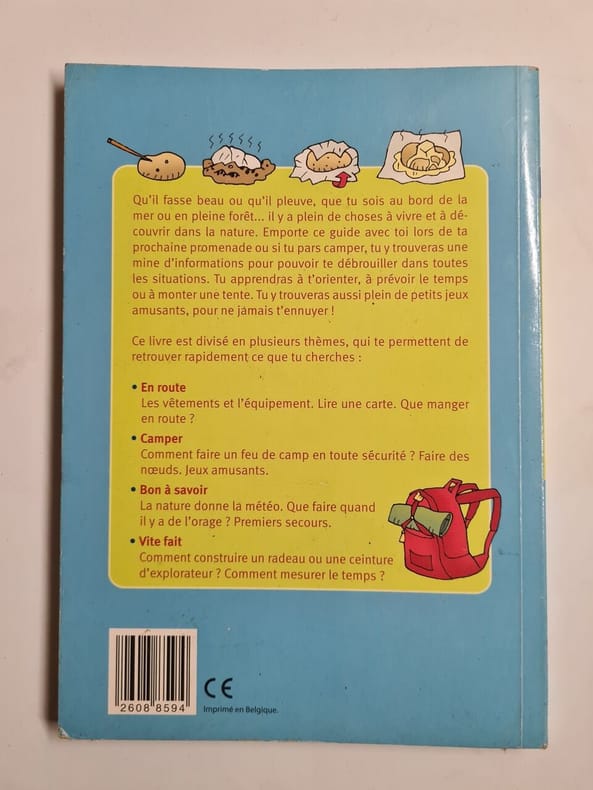 Qu'il fasse beau ou qu'il pleuve, que tu sois au bord de la
mer ou en pleine forêt... il y a plein de choses à vivre et à dé-
couvrir dans la nature. Emporte ce guide avec toi lors de ta
prochaine promenade ou si tu pars camper, tu y trouveras une
mine d'informations pour pouvoir te débrouiller dans toutes
les situations. Tu apprendras à t'orienter, à prévoir le temps
ou à monter une tente. Tu y trouveras aussi plein de petits jeux
amusants, pour ne jamais t'ennuyer !
Ce livre est divisé en plusieurs thèmes, qui te permettent de
retrouver rapidement ce que tu cherches :
• En route
Les vêtements et l'équipement. Lire une carte. Que manger
en route ?
• Camper
Comment faire un feu de camp en toute sécurité ? Faire des
nœuds. Jeux amusants.
• Bon à savoir
La nature donne la météo. Que faire quand
il y a de l'orage ? Premiers secours.
• Vite fait
Comment construire un radeau ou une ceinture
d'explorateur ? Comment mesurer le temps ?
CE
2608 8594
Imprimé en Belgique.